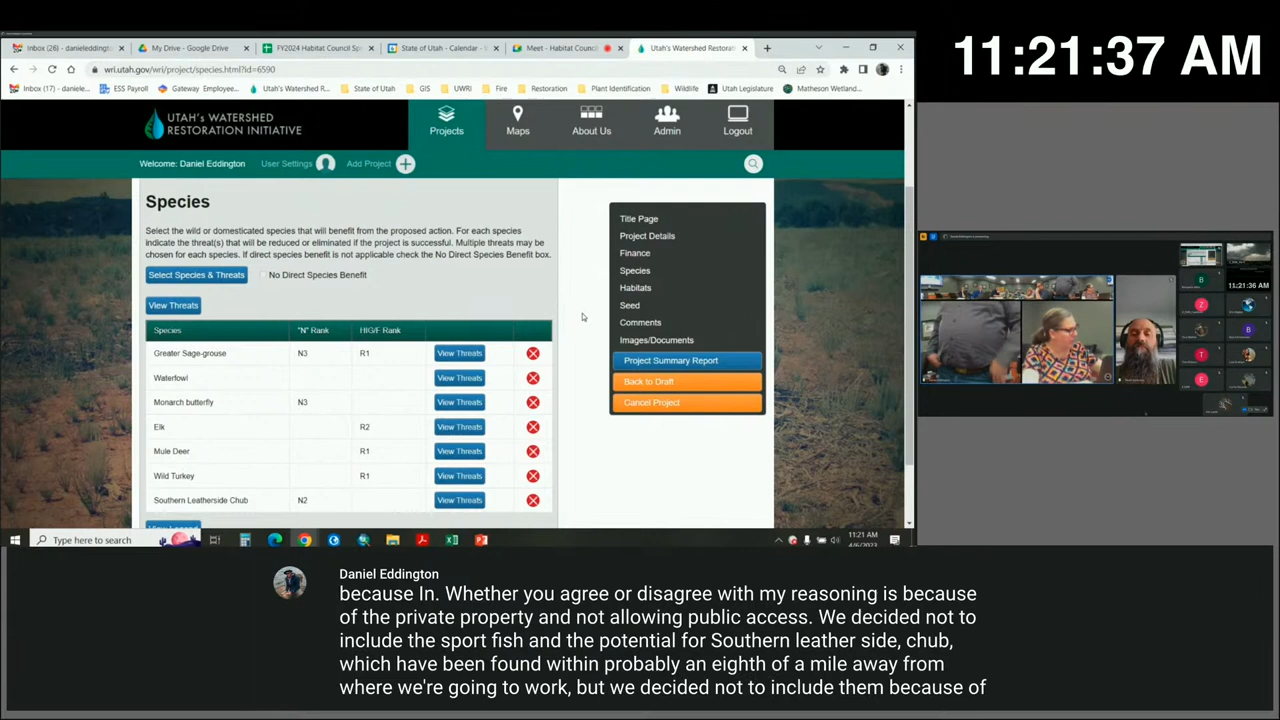 11:21:37 AM
Inbox (26) - danieleddingto
My Drive - Google Drive
FY2024 Habitat Council Sp
State of Utah - Calendar -
Meet - Habitat Counci
Utah's Watershed Restorat
wri.utah.gov/wri/project/species.html?id=6590
Inbox (17) - daniele...
ESS Payroll
Gateway Employee...
Utah's Watershed R...
State of Utah
GIS
UWRI
Fire
Restoration
Plant Identification
Wildlife
Utah Legislature
Matheson Wetland...
UTAH's WATERSHED
RESTORATION INITIATIVE
Projects
Maps
About Us
Admin
Logout
Welcome: Daniel Eddington
User Settings
Add Project
Species
Select the wild or domesticated species that will benefit from the proposed action. For each species
indicate the threat(s) that will be reduced or eliminated if the project is successful. Multiple threats may be
chosen for each species. If direct species benefit is not applicable check the No Direct Species Benefit box.
Select Species & Threats
No Direct Species Benefit
View Threats
Species "N" Rank HIG/F Rank
Greater Sage-grouse N3 R1 View Threats
Waterfowl View Threats
Monarch butterfly N3 View Threats
Elk R2 View Threats
Mule Deer R1 View Threats
Wild Turkey R1 View Threats
Southern Leatherside Chub N2 View Threats
Title Page
Project Details
Finance
Species
Habitats
Seed
Comments
Images/Documents
Project Summary Report
Back to Draft
Cancel Project
11:21:36 AM
Type here to search
11:21 AM
4/6/2023
Daniel Eddington
because In. Whether you agree or disagree with my reasoning is because
of the private property and not allowing public access. We decided not to
include the sport fish and the potential for Southern leather side, chub,
which have been found within probably an eighth of a mile away from
where we're going to work, but we decided not to include them because of